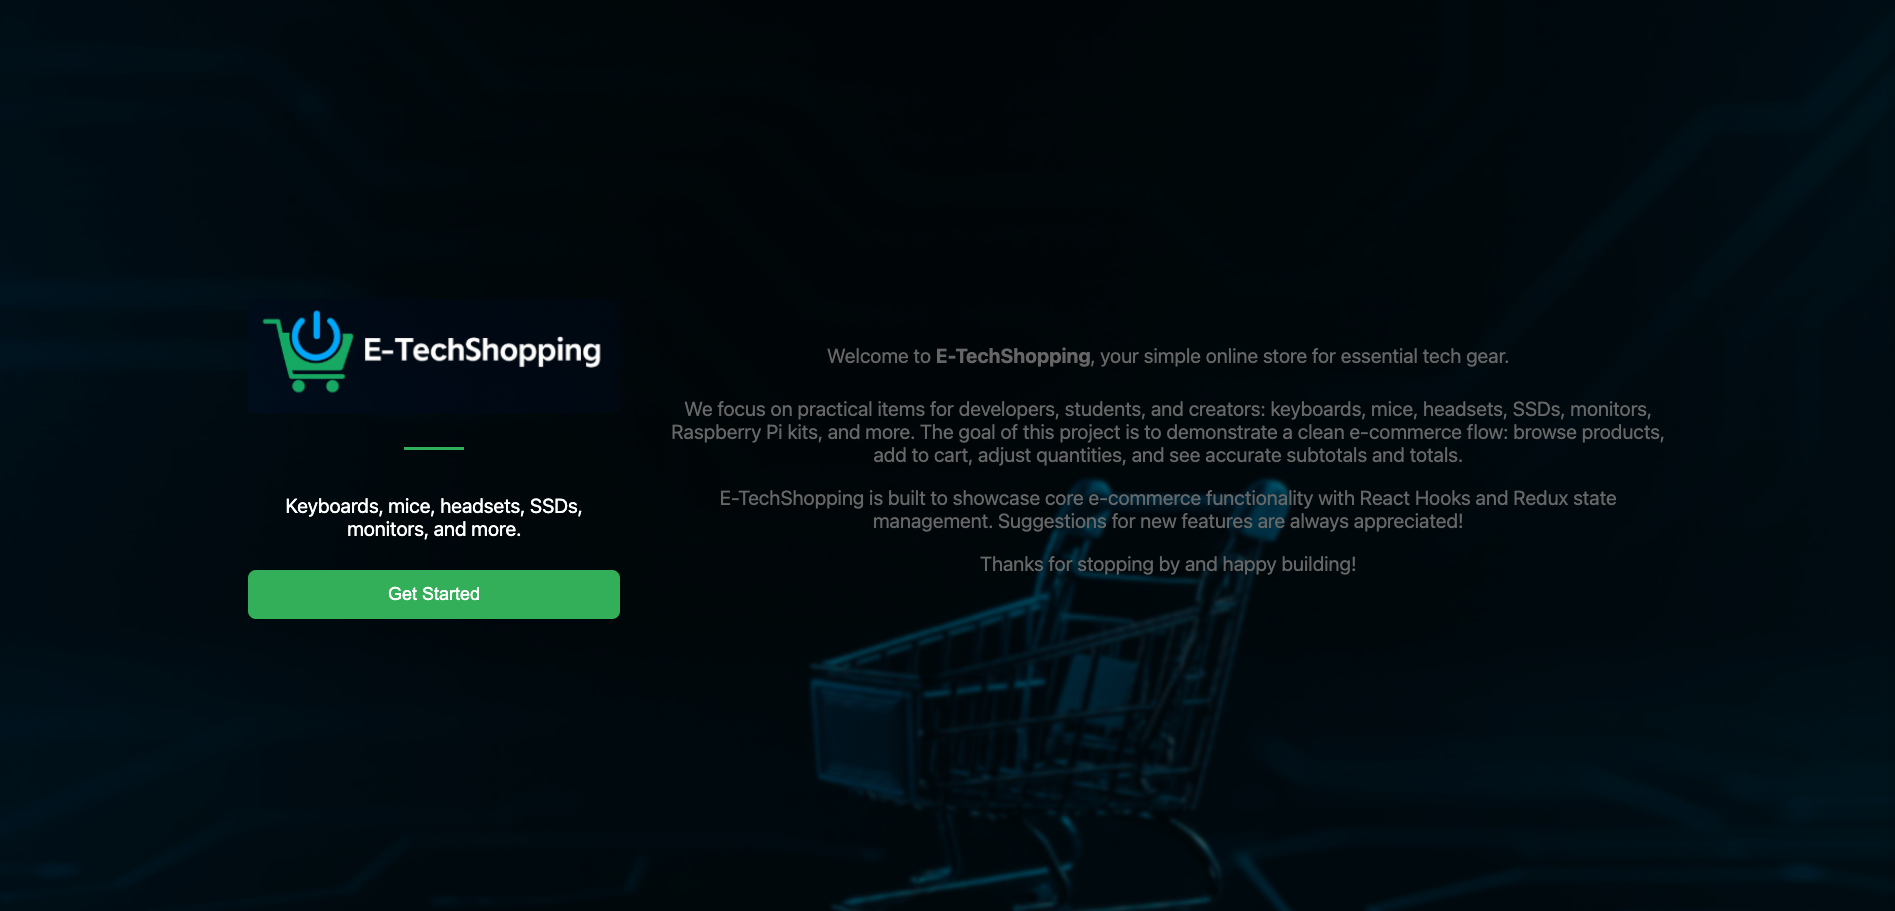 E-TechShopping
Keyboards, mice, headsets, SSDs,
monitors, and more.
Get Started
Welcome to E-TechShopping, your simple online store for essential tech gear.
We focus on practical items for developers, students, and creators: keyboards, mice, headsets, SSDs, monitors,
Raspberry Pi kits, and more. The goal of this project is to demonstrate a clean e-commerce flow: browse products,
add to cart, adjust quantities, and see accurate subtotals and totals.
E-TechShopping is built to showcase core e-commerce functionality with React Hooks and Redux state
management. Suggestions for new features are always appreciated!
Thanks for stopping by and happy building!